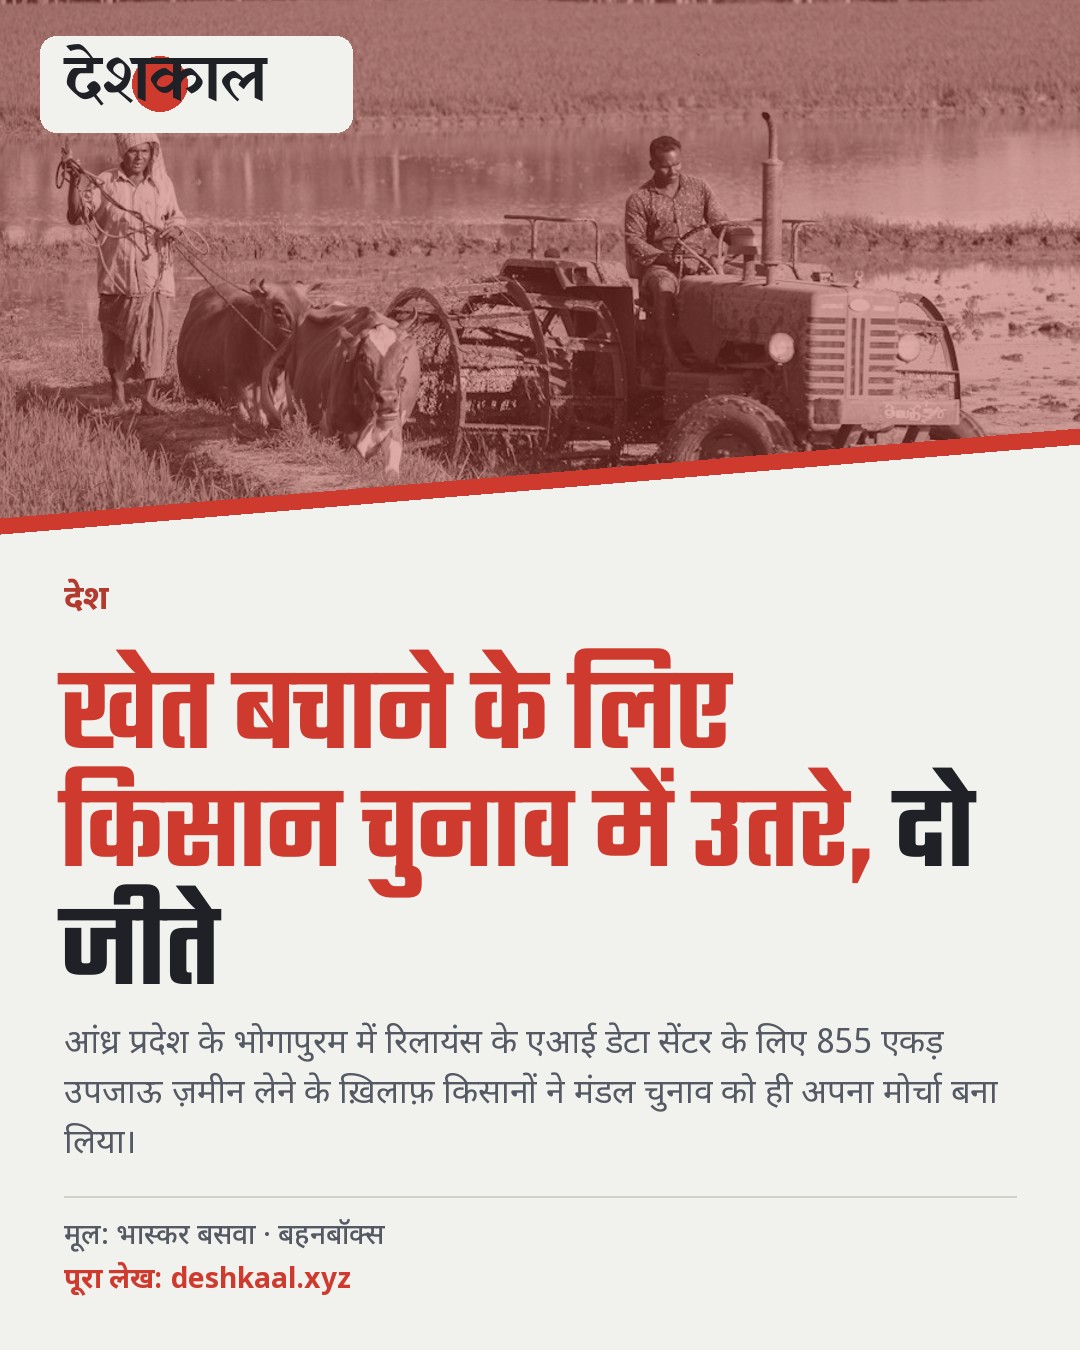 देशकाल
देश
खेत बचाने के लिए
किसान चुनाव में उतरे, दो
जीते
आंध्र प्रदेश के भोगापुरम में रिलायंस के एआई डेटा सेंटर के लिए 855 एकड़
उपजाऊ ज़मीन लेने के ख़िलाफ़ किसानों ने मंडल चुनाव को ही अपना मोर्चा बना
लिया।
मूल: भास्कर बसवा · बहनबॉक्स
पूरा लेख: deshkaal.xyz